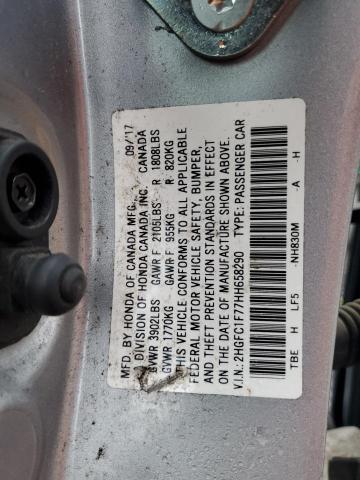 MFD. BY HONDA OF CANADA MFG. 09/17
A DIVISION OF HONDA CANADA INC. CANADA
GVWR 3902LBS GAWR F 2105LBS R 1808LBS
GVWR 1770KG GAWR F 955KG R 820KG
THIS VEHICLE CONFORMS TO ALL APPLICABLE
FEDERAL MOTOR VEHICLE SAFETY, BUMPER,
AND THEFT PREVENTION STANDARDS IN EFFECT
ON THE DATE OF MANUFACTURE SHOWN ABOVE.
V.I.N.:2HGFC1F77HH658290 TYPE: PASSENGER CAR
TBE H LF5 NH830M A H